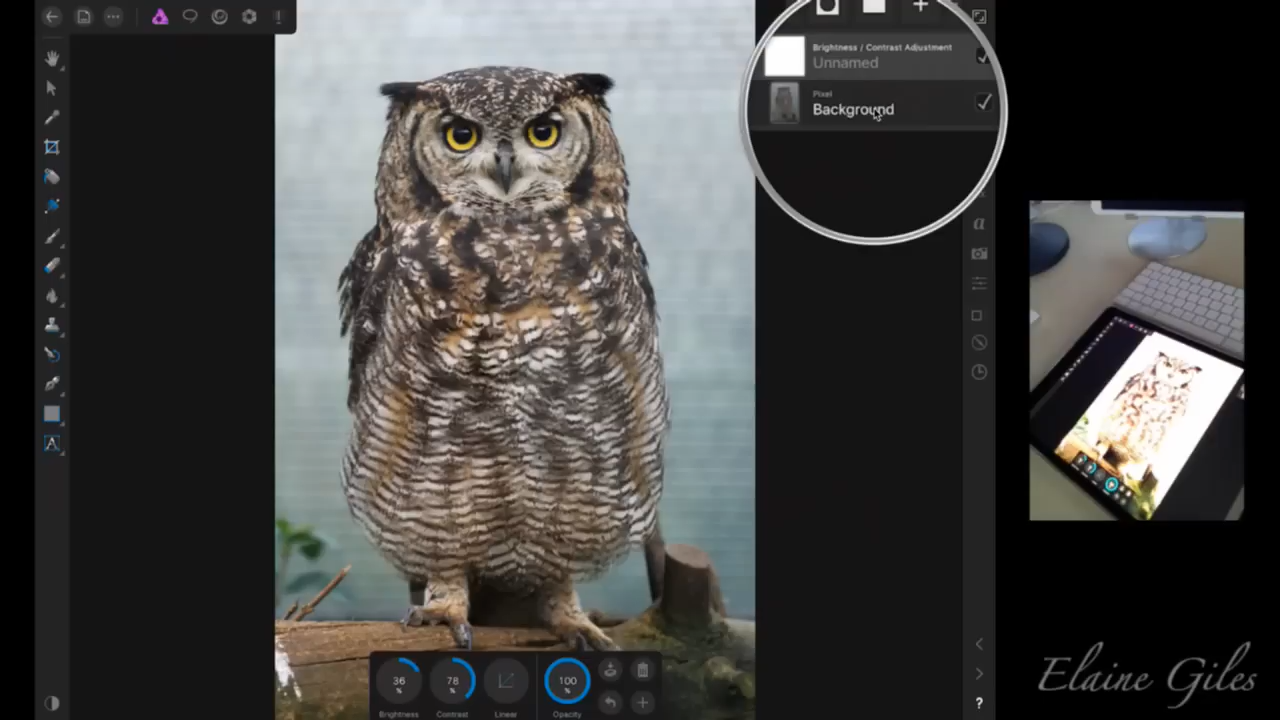 Brightness / Contrast Adjustment
Unnamed
Pixel
Background
36
%
78
%
100
%
Brightness
Contrast
Linear
Opacity
?
Elaine Giles